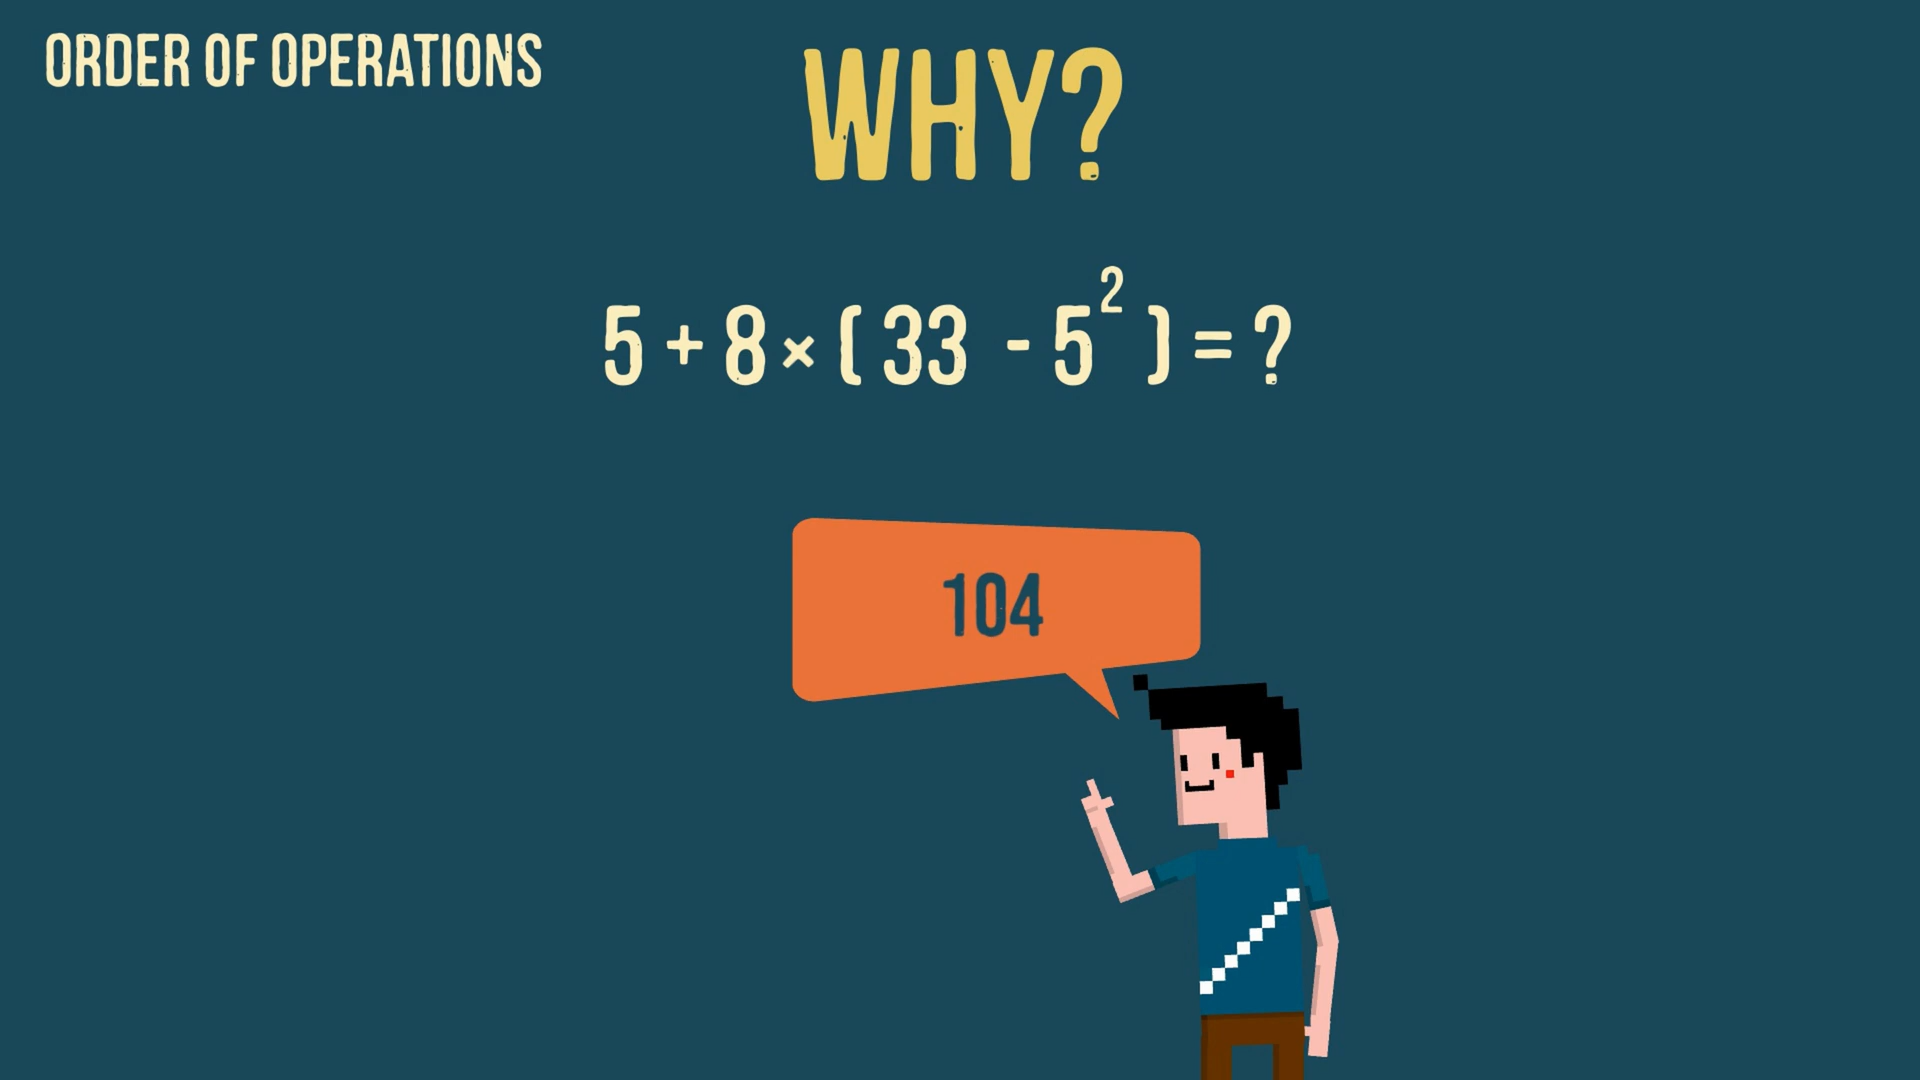 ORDER OF OPERATIONS
WHY?
5 + 8 × ( 33 - 5² ) = ?
104